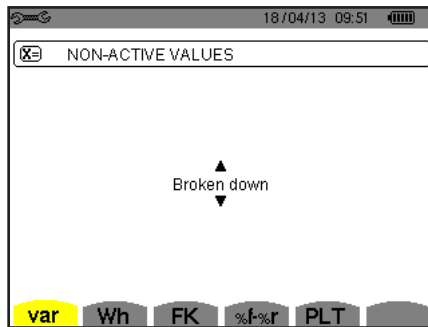 18/04/13 09:51
X= NON-ACTIVE VALUES
Broken down
var Wh FK %f-%r PLT